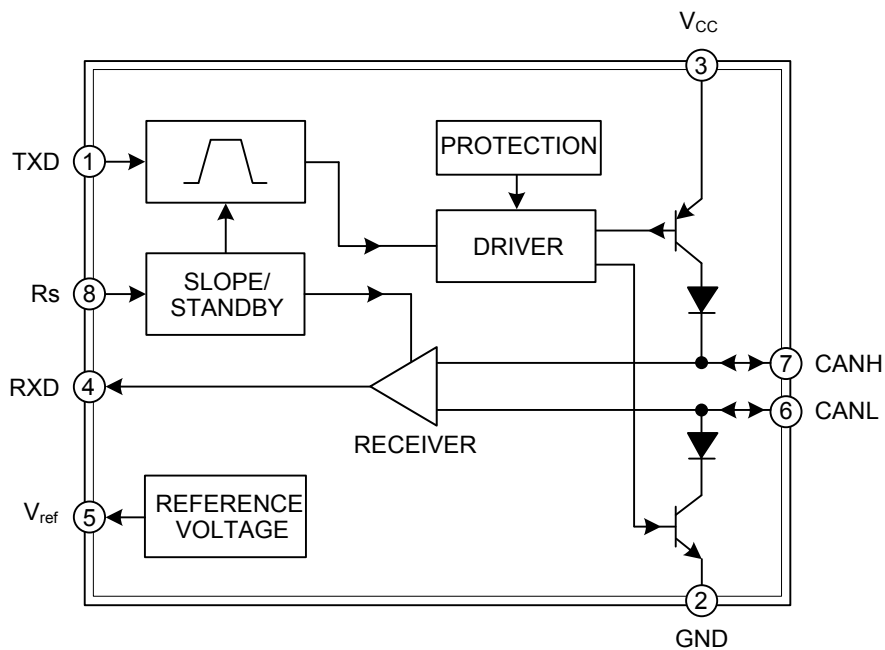 VCC
3
TXD
1
PROTECTION
DRIVER
Rs
8
SLOPE/
STANDBY
RXD
4
7
CANH
6
CANL
RECEIVER
Vref
5
REFERENCE
VOLTAGE
2
GND